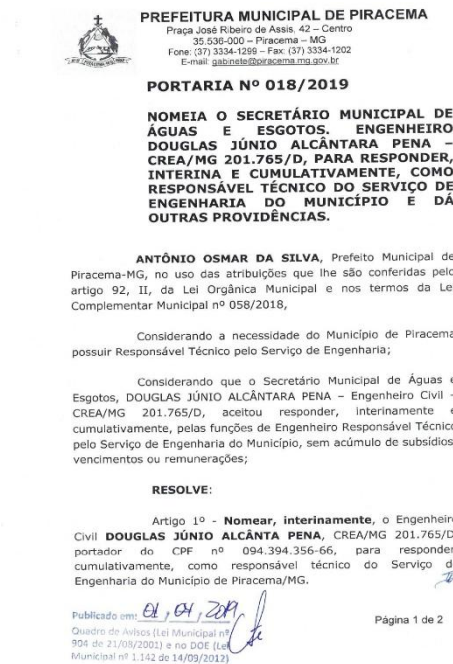 PREFEITURA MUNICIPAL DE PIRACEMA
Praça José Ribeiro de Assis, 42 – Centro
35.536-000 – Piracema – MG
Fone: (37) 3334-1299 – Fax: (37) 3334-1202
E-mail: gabinete@piracema.mg.gov.br
PORTARIA Nº 018/2019
NOMEIA O SECRETÁRIO MUNICIPAL DE
ÁGUAS E ESGOTOS. ENGENHEIRO
DOUGLAS JÚNIO ALCÂNTARA PENA –
CREA/MG 201.765/D, PARA RESPONDER,
INTERINA E CUMULATIVAMENTE, COMO
RESPONSÁVEL TÉCNICO DO SERVIÇO DE
ENGENHARIA DO MUNICÍPIO E DÁ
OUTRAS PROVIDÊNCIAS.
ANTÔNIO OSMAR DA SILVA, Prefeito Municipal de
Piracema-MG, no uso das atribuições que lhe são conferidas pelo
artigo 92, II, da Lei Orgânica Municipal e nos termos da Le
Complementar Municipal nº 058/2018,
Considerando a necessidade do Município de Piracema
possuir Responsável Técnico pelo Serviço de Engenharia;
Considerando que o Secretário Municipal de Águas e
Esgotos, DOUGLAS JÚNIO ALCÂNTARA PENA – Engenheiro Civil -
CREA/MG 201.765/D, aceitou responder, interinamente e
cumulativamente, pelas funções de Engenheiro Responsável Técnico
pelo Serviço de Engenharia do Município, sem acúmulo de subsídios
vencimentos ou remunerações;
RESOLVE:
Artigo 1º - Nomear, interinamente, o Engenheir
Civil DOUGLAS JÚNIO ALCÂNTA PENA, CREA/MG 201.765/D
portador do CPF nº 094.394.356-66, para responder
cumulativamente, como responsável técnico do Serviço d
Engenharia do Município de Piracema/MG.
Publicado em: 01 / 04 / 2019
Quadro de Avisos (Lei Municipal nº
904 de 21/08/2001) e no DOE (Lei
Municipal nº 1.142 de 14/09/2012)
Página 1 de 2